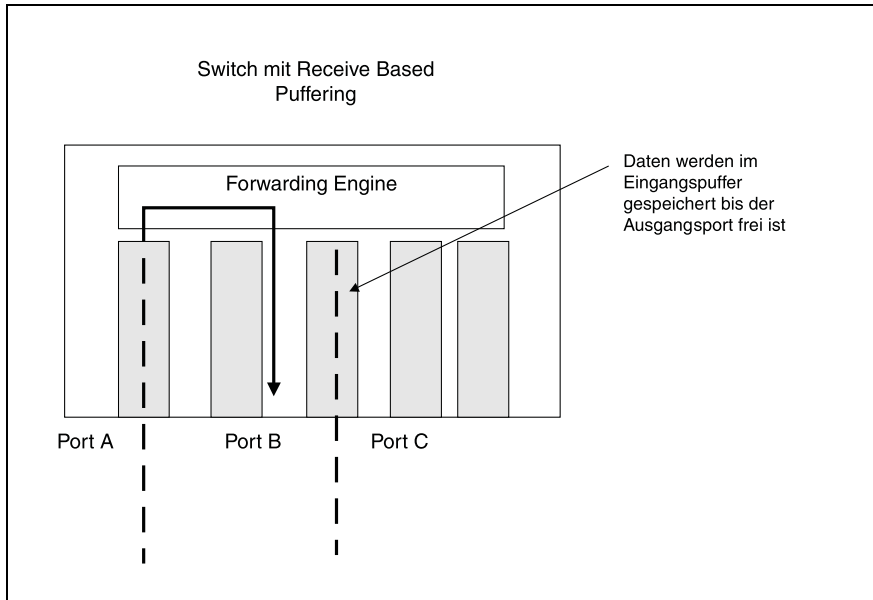 Switch mit Receive Based
Puffering
Forwarding Engine
Daten werden im
Eingangspuffer
gespeichert bis der
Ausgangsport frei ist
Port A
Port B
Port C